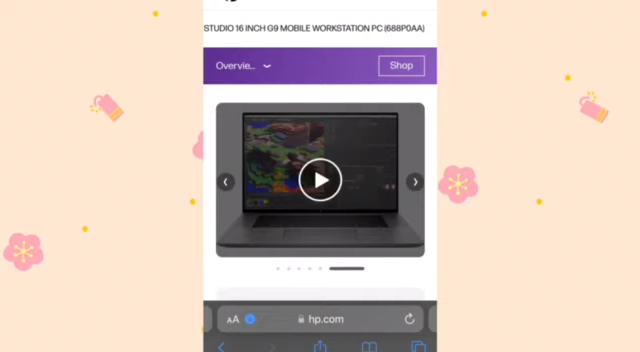 STUDIO 16 INCH G9 MOBILE WORKSTATION PC (688P0AA)
Overvie...
Shop
AA
hp.com